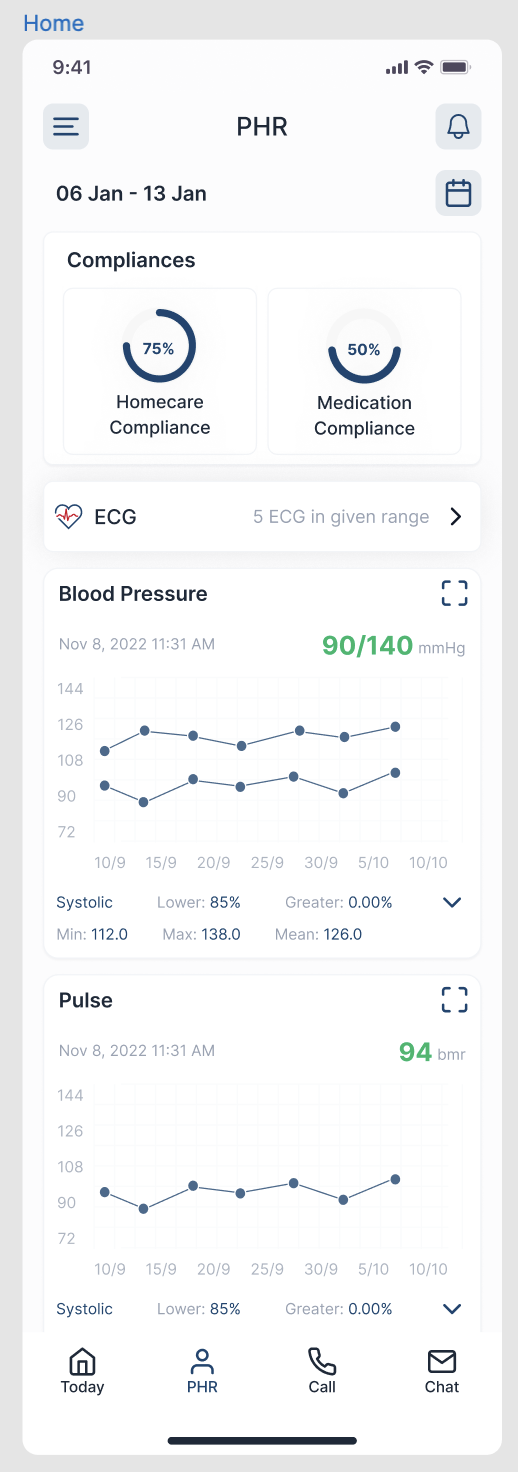 Home
9:41
PHR
06 Jan - 13 Jan
Compliances
75%
50%
Homecare
Compliance
Medication
Compliance
ECG 5 ECG in given range
Blood Pressure
Nov 8, 2022 11:31 AM 90/140 mmHg
144
126
108
90
72
10/9 15/9 20/9 25/9 30/9 5/10 10/10
Systolic Lower: 85% Greater: 0.00%
Min: 112.0 Max: 138.0 Mean: 126.0
Pulse
Nov 8, 2022 11:31 AM 94 bmr
144
126
108
90
72
10/9 15/9 20/9 25/9 30/9 5/10 10/10
Systolic Lower: 85% Greater: 0.00%
Today PHR Call Chat